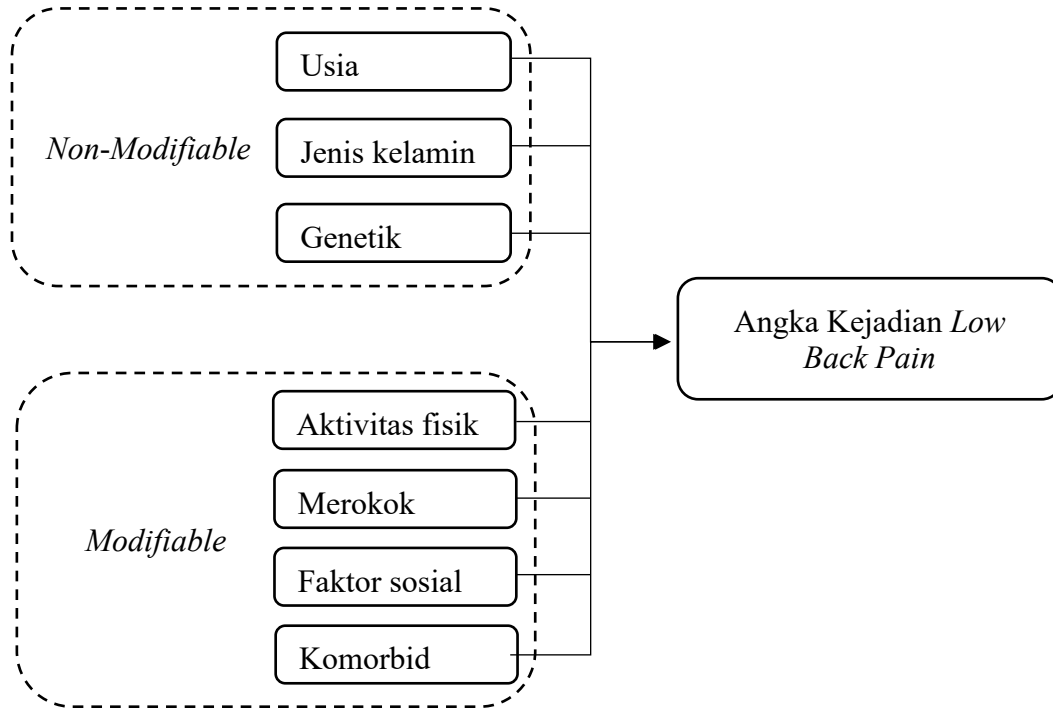 Non-Modifiable
Usia
Jenis kelamin
Genetik
Modifiable
Aktivitas fisik
Merokok
Faktor sosial
Komorbid
Angka Kejadian Low
Back Pain